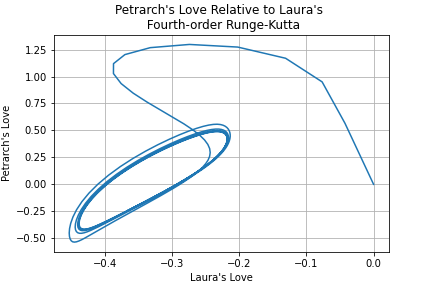 Petrarch's Love Relative to Laura's
Fourth-order Runge-Kutta
Petrarch's Love
1.25
1.00
0.75
0.50
0.25
0.00
−0.25
−0.50
−0.4 −0.3 −0.2 −0.1 0.0
Laura's Love